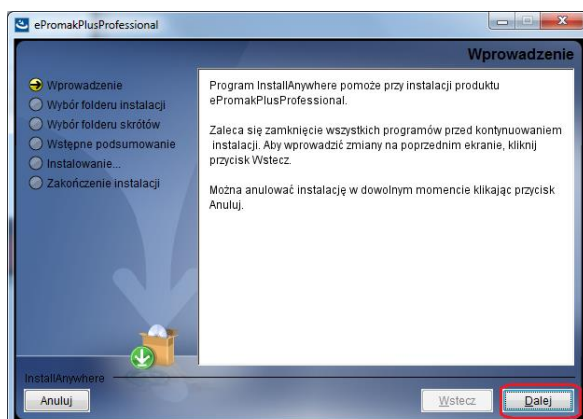 ePromakPlusProfessional
Wprowadzenie
Wprowadzenie
Wybór folderu instalacji
Wybór folderu skrótów
Wstępne podsumowanie
Instalowanie...
Zakończenie instalacji
Program InstallAnywhere pomoże przy instalacji produktu
ePromakPlusProfessional.
Zaleca się zamknięcie wszystkich programów przed kontynuowaniem
instalacji. Aby wprowadzić zmiany na poprzednim ekranie, kliknij
przycisk Wstecz.
Można anulować instalację w dowolnym momencie klikając przycisk
Anuluj.
InstallAnywhere
Anuluj
Wstecz
Dalej